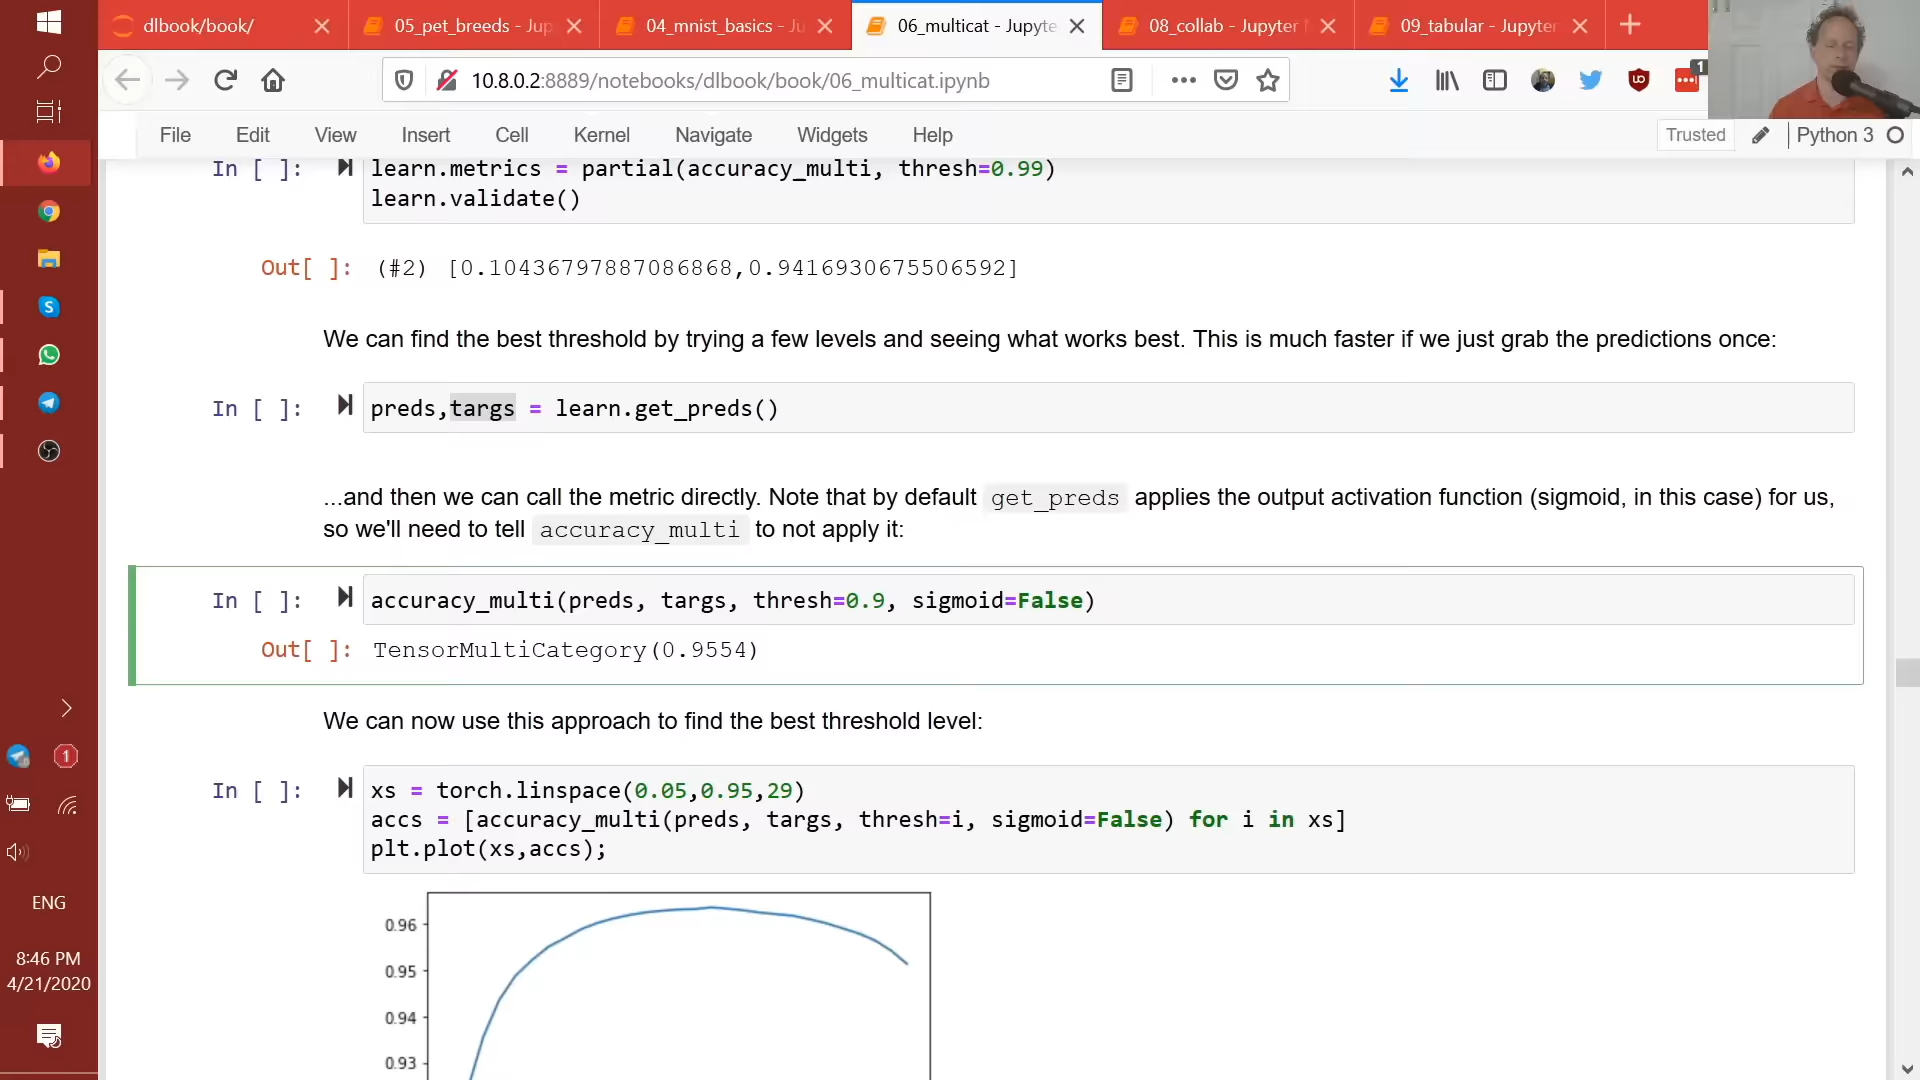 dlbook/book/
05_pet_breeds - Jup
04_mnist_basics - Ju
06_multicat - Jupyte
08_collab - Jupyter
09_tabular - Jupyter
10.8.0.2:8889/notebooks/dlbook/book/06_multicat.ipynb
1
File Edit View Insert Cell Kernel Navigate Widgets Help
Trusted
Python 3
In [ ]: learn.metrics = partial(accuracy_multi, thresh=0.99)
learn.validate()
Out[ ]: (#2) [0.10436797887086868,0.9416930675506592]
We can find the best threshold by trying a few levels and seeing what works best. This is much faster if we just grab the predictions once:
In [ ]: preds,targs = learn.get_preds()
...and then we can call the metric directly. Note that by default get_preds applies the output activation function (sigmoid, in this case) for us,
so we'll need to tell accuracy_multi to not apply it:
In [ ]: accuracy_multi(preds, targs, thresh=0.9, sigmoid=False)
Out[ ]: TensorMultiCategory(0.9554)
We can now use this approach to find the best threshold level:
In [ ]: xs = torch.linspace(0.05,0.95,29)
accs = [accuracy_multi(preds, targs, thresh=i, sigmoid=False) for i in xs]
plt.plot(xs,accs);
0.96
0.95
0.94
0.93
1
ENG
8:46 PM
4/21/2020